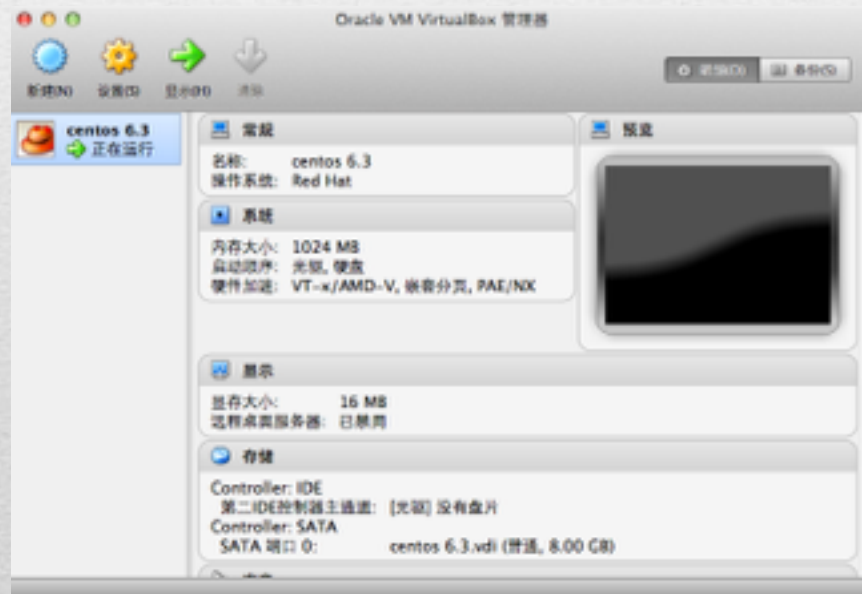 Oracle VM VirtualBox 管理器
新建(N) 设置(S) 显示(H) 清除
备份(S)
centos 6.3
正在运行
常规
名称: centos 6.3
操作系统: Red Hat
预览
系统
内存大小: 1024 MB
启动顺序: 光驱, 硬盘
硬件加速: VT-x/AMD-V, 嵌套分页, PAE/NX
显示
显存大小: 16 MB
远程桌面服务器: 已禁用
存储
Controller: IDE
第二IDE控制器主通道: [光驱] 没有盘片
Controller: SATA
SATA 端口 0: centos 6.3.vdi (普通, 8.00 GB)